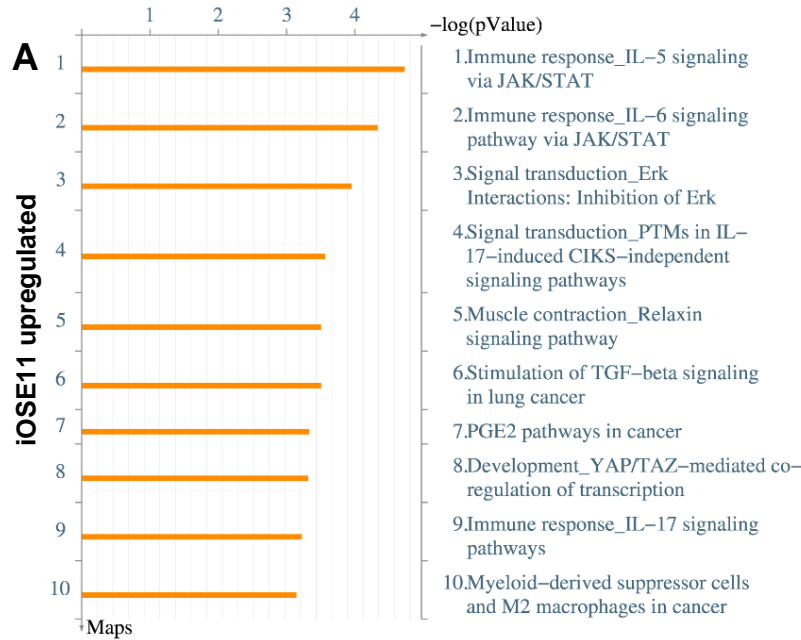 1 2 3 4
−log(pValue)
A
iOSE11 upregulated
1
1.Immune response_IL−5 signaling
via JAK/STAT
2
2.Immune response_IL−6 signaling
pathway via JAK/STAT
3
3.Signal transduction_Erk
Interactions: Inhibition of Erk
4
4.Signal transduction_PTMs in IL−
17−induced CIKS−independent
signaling pathways
5
5.Muscle contraction_Relaxin
signaling pathway
6
6.Stimulation of TGF−beta signaling
in lung cancer
7
7.PGE2 pathways in cancer
8
8.Development_YAP/TAZ−mediated co−
regulation of transcription
9
9.Immune response_IL−17 signaling
pathways
10
10.Myeloid−derived suppressor cells
and M2 macrophages in cancer
Maps